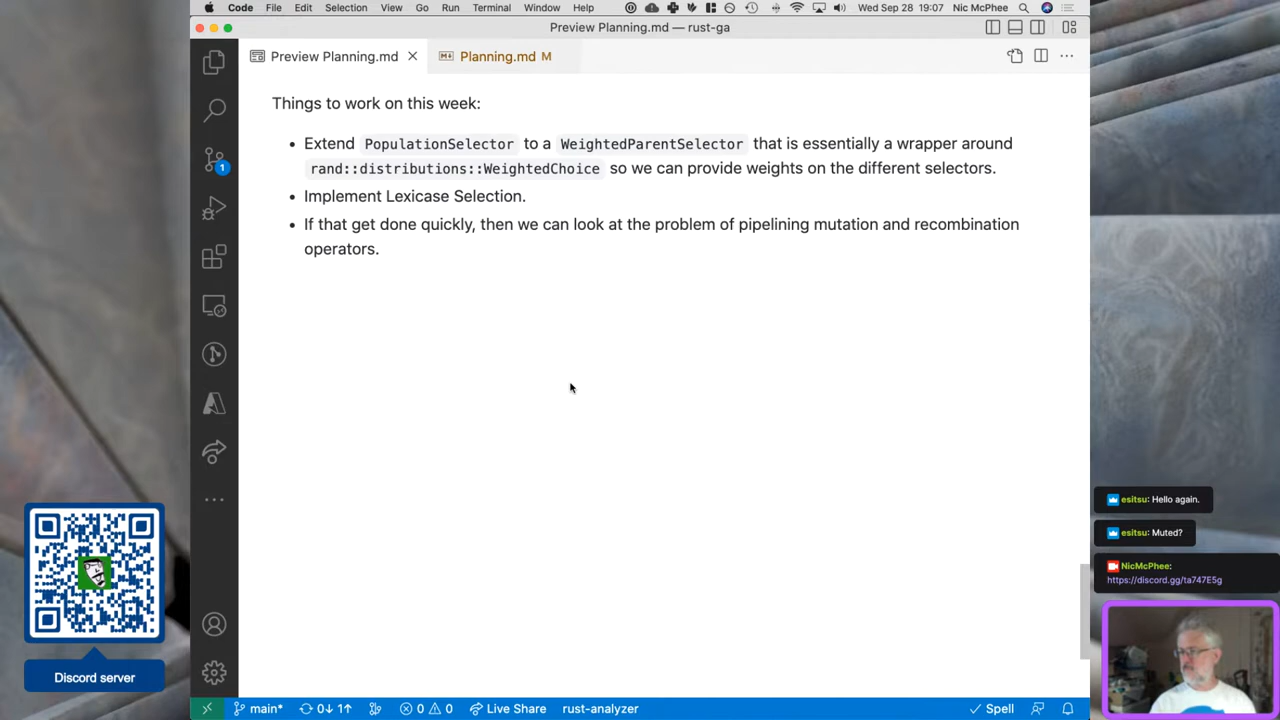 Code File Edit Selection View Go Run Terminal Window Help Wed Sep 28 19:07 Nic McPhee
Preview Planning.md — rust-ga
Preview Planning.md Planning.md M
Things to work on this week:
• Extend PopulationSelector to a WeightedParentSelector that is essentially a wrapper around
rand::distributions::WeightedChoice so we can provide weights on the different selectors.
• Implement Lexicase Selection.
• If that get done quickly, then we can look at the problem of pipelining mutation and recombination
operators.
1
esitsu: Hello again.
esitsu: Muted?
NicMcPhee:
https://discord.gg/ta747E5g
Discord server
main* 0↓ 1↑ 0 0 Live Share rust-analyzer Spell